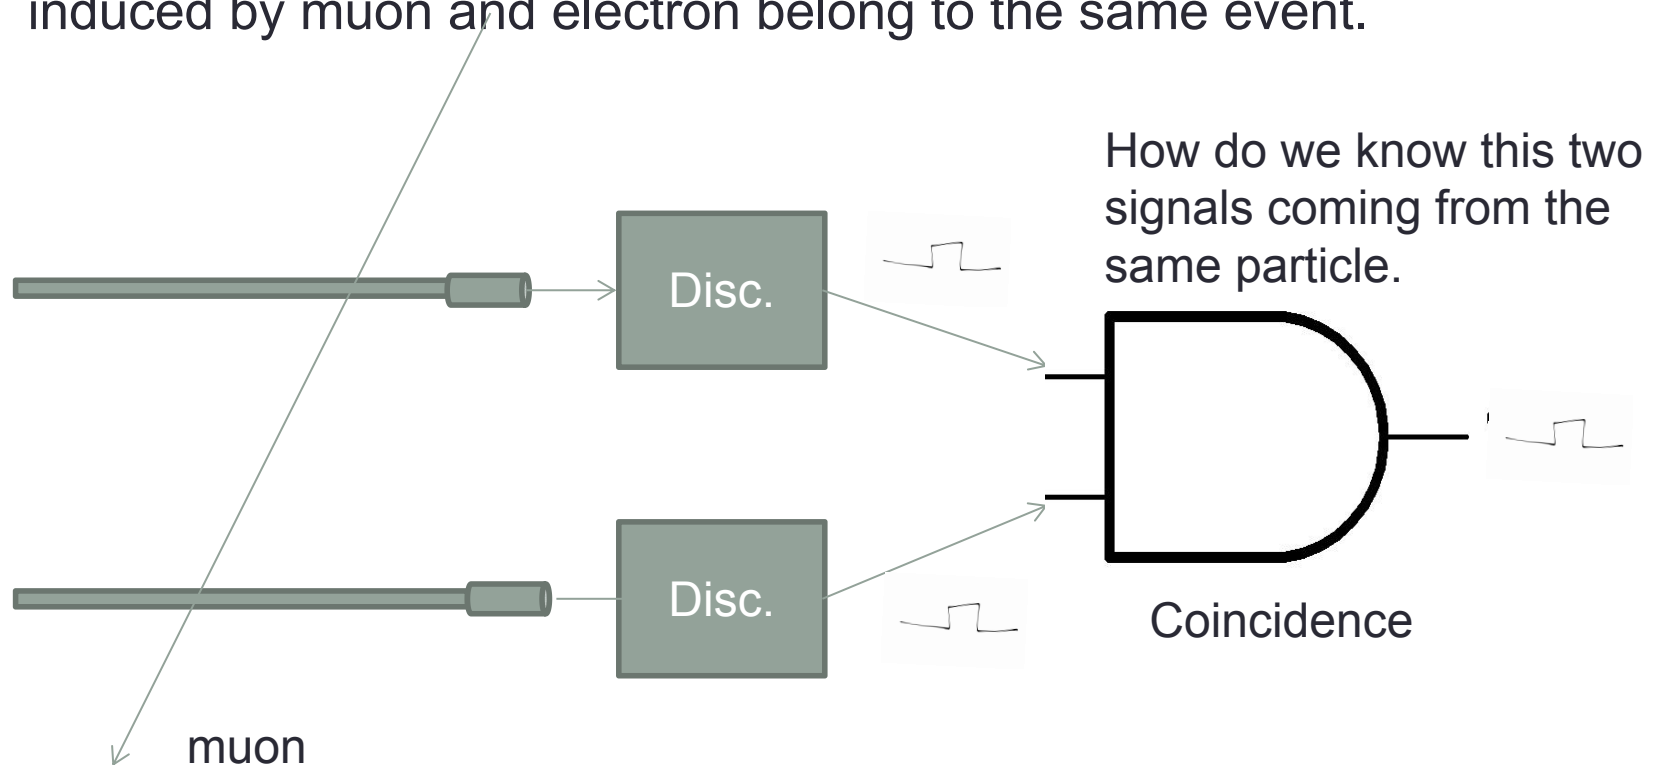 induced by muon and electron belong to the same event.
How do we know this two
signals coming from the
same particle.
Disc.
Disc.
Coincidence
muon